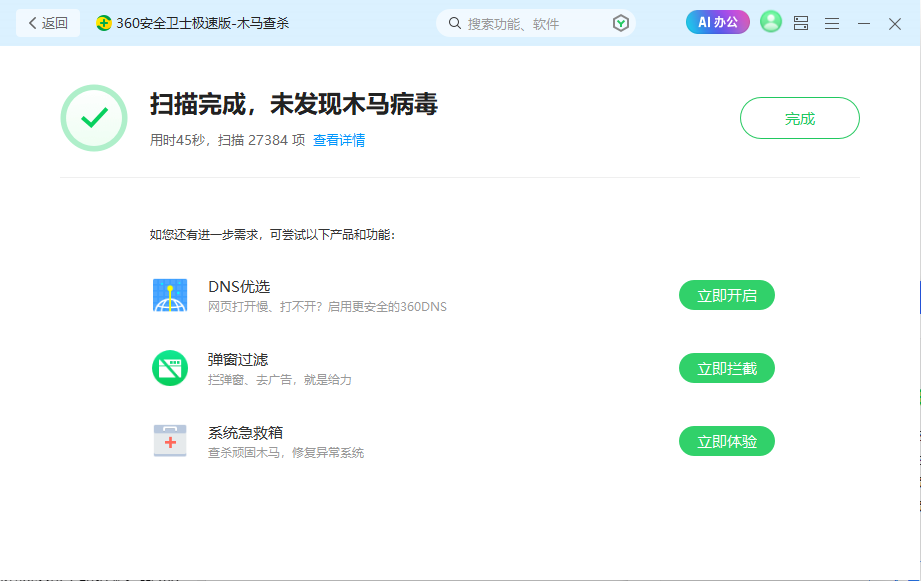 返回
360安全卫士极速版-木马查杀
搜索功能、软件
AI 办公
扫描完成，未发现木马病毒
用时45秒，扫描 27384 项 查看详情
完成
如您还有进一步需求，可尝试以下产品和功能：
DNS优选
网页打开慢、打不开？启用更安全的360DNS
立即开启
弹窗过滤
拦弹窗、去广告，就是给力
立即拦截
系统急救箱
查杀顽固木马，修复异常系统
立即体验